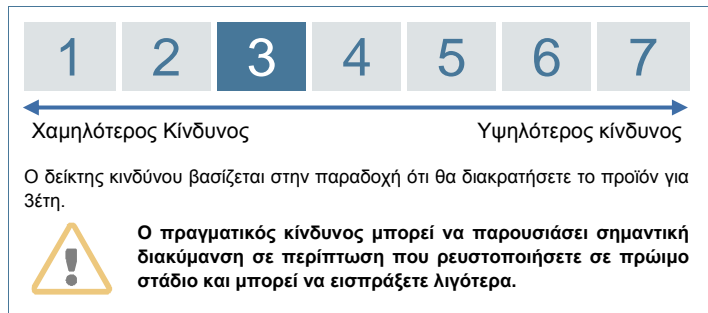 1 2 3 4 5 6 7
Χαμηλότερος Κίνδυνος Υψηλότερος κίνδυνος
Ο δείκτης κινδύνου βασίζεται στην παραδοχή ότι θα διακρατήσετε το προϊόν για
3έτη.
Ο πραγματικός κίνδυνος μπορεί να παρουσιάσει σημαντική
διακύμανση σε περίπτωση που ρευστοποιήσετε σε πρώιμο
στάδιο και μπορεί να εισπράξετε λιγότερα.